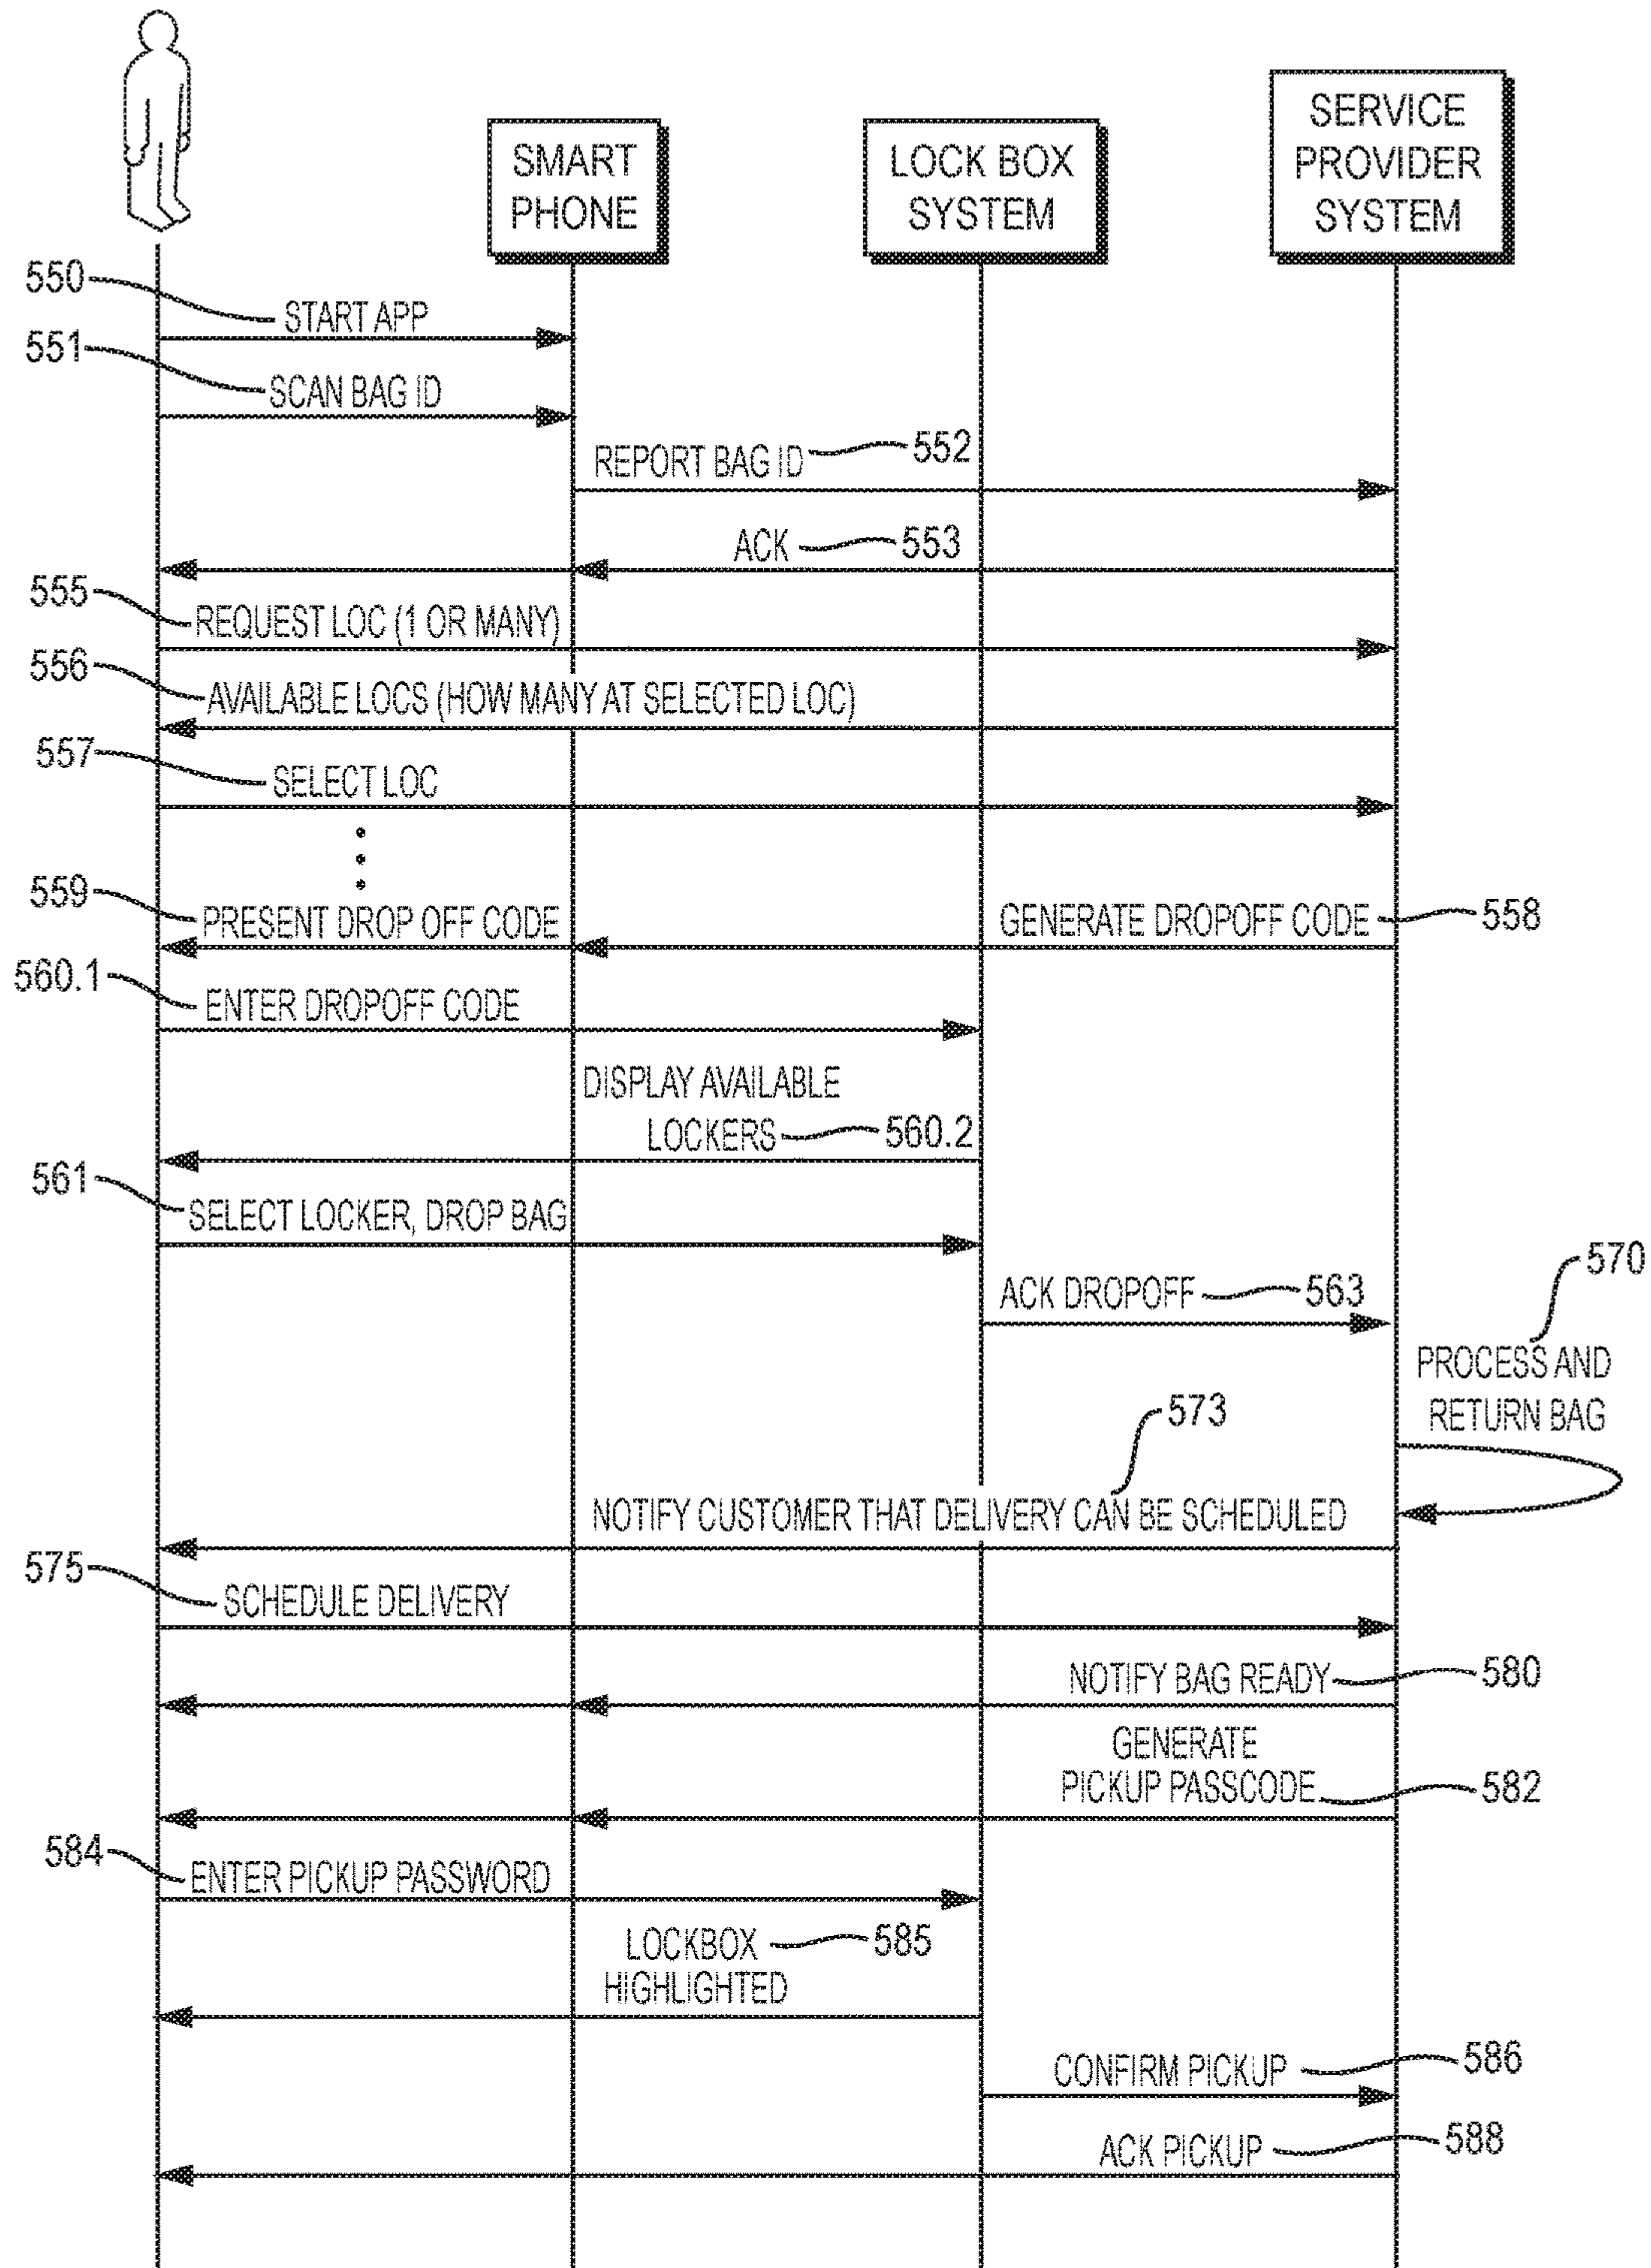 SMART
PHONE
LOCK BOX
SYSTEM
SERVICE
PROVIDER
SYSTEM
550
START APP
551
SCAN BAG ID
REPORT BAG ID
552
ACK
553
555
REQUEST LOC (1 OR MANY)
556
AVAILABLE LOCS (HOW MANY AT SELECTED LOC)
557
SELECT LOC
559
PRESENT DROP OFF CODE
GENERATE DROPOFF CODE
558
560.1
ENTER DROPOFF CODE
DISPLAY AVAILABLE
LOCKERS
560.2
561
SELECT LOCKER, DROP BAG
ACK DROPOFF
563
570
PROCESS AND
RETURN BAG
573
NOTIFY CUSTOMER THAT DELIVERY CAN BE SCHEDULED
575
SCHEDULE DELIVERY
NOTIFY BAG READY
580
GENERATE
PICKUP PASSCODE
582
584
ENTER PICKUP PASSWORD
LOCKBOX
HIGHLIGHTED
585
CONFIRM PICKUP
586
ACK PICKUP
588